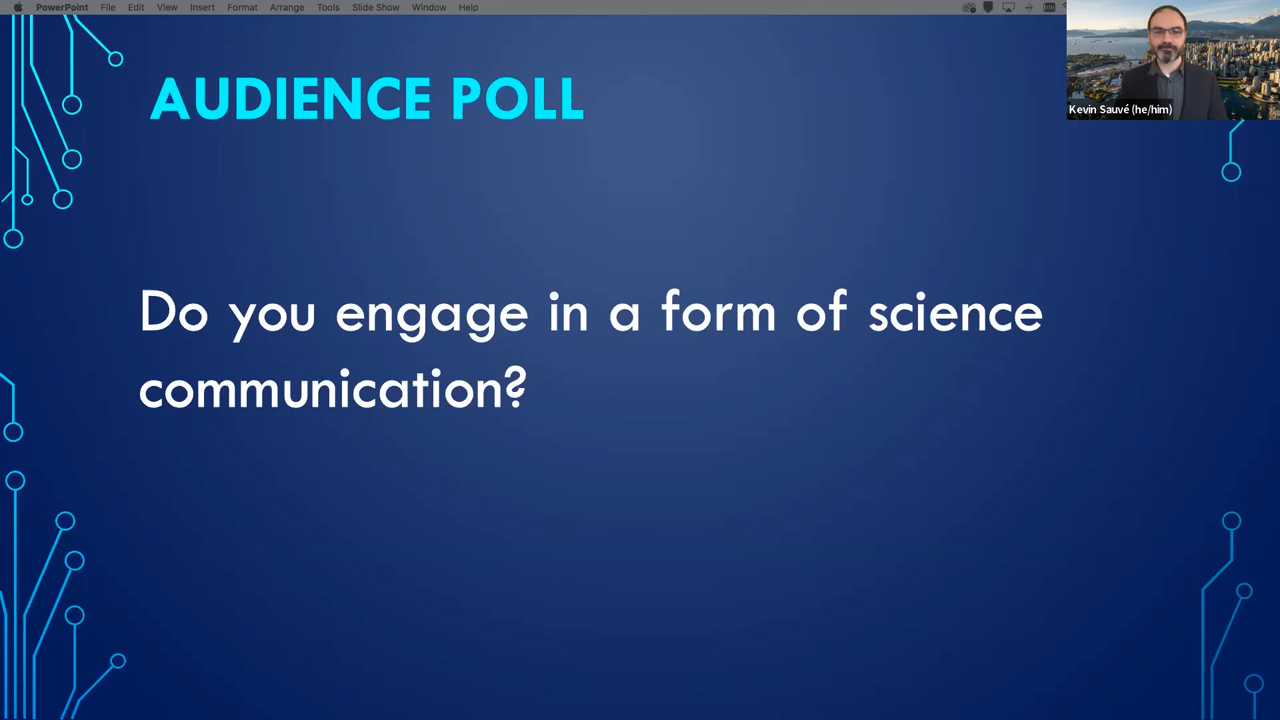 PowerPoint File Edit View Insert Format Arrange Tools Slide Show Window Help
AUDIENCE POLL
Kevin Sauvé (he/him)
Do you engage in a form of science
communication?